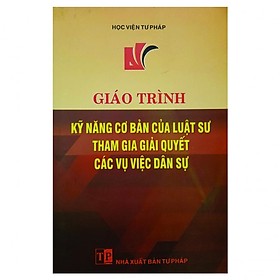 HỌC VIỆN TƯ PHÁP
GIÁO TRÌNH
KỸ NĂNG CƠ BẢN CỦA LUẬT SƯ
THAM GIA GIẢI QUYẾT
CÁC VỤ VIỆC DÂN SỰ
TP
NHÀ XUẤT BẢN TƯ PHÁP